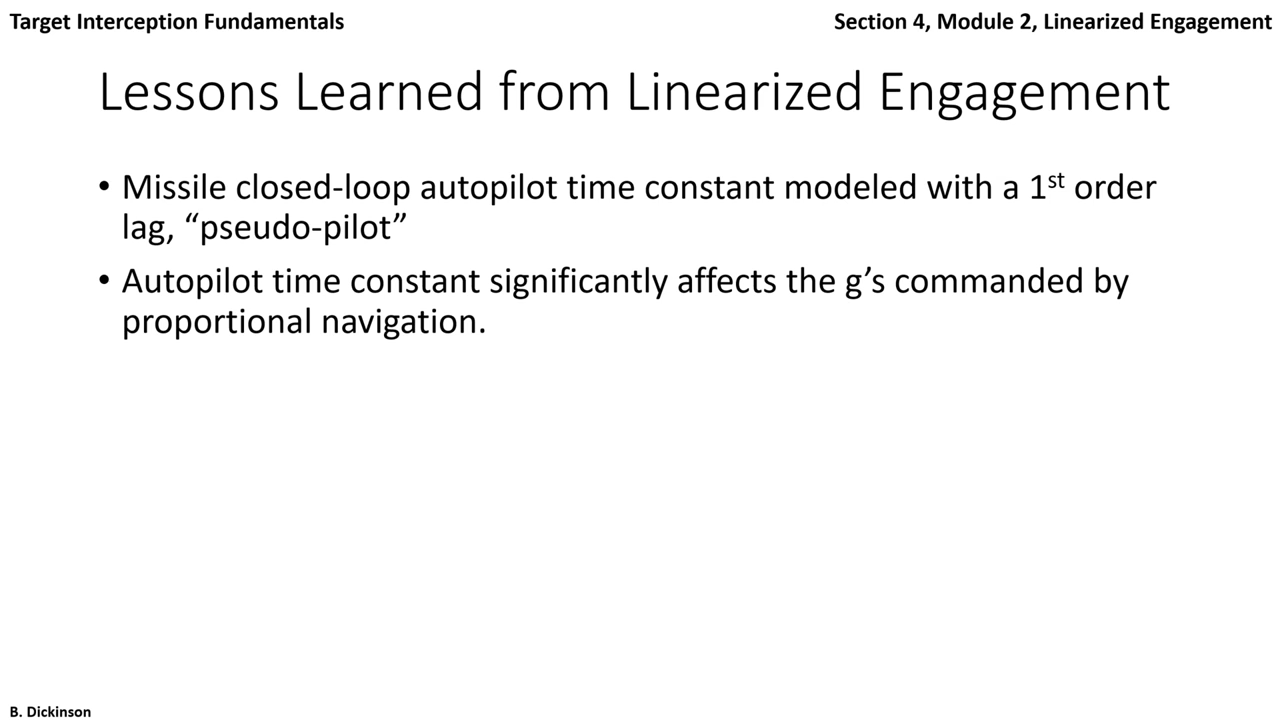 Target Interception Fundamentals
Section 4, Module 2, Linearized Engagement
Lessons Learned from Linearized Engagement
• Missile closed-loop autopilot time constant modeled with a 1st order
lag, “pseudo-pilot”
• Autopilot time constant significantly affects the g’s commanded by
proportional navigation.
B. Dickinson